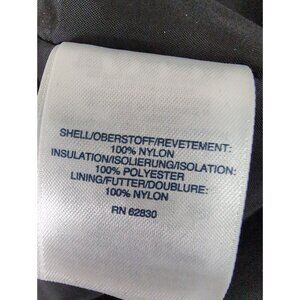 SHELL/OBERSTOFF/REVETEMENT:
100% NYLON
INSULATION/ISOLIERUNG/ISOLATION:
100% POLYESTER
LINING/FUTTER/DOUBLURE:
100% NYLON
RN 62830